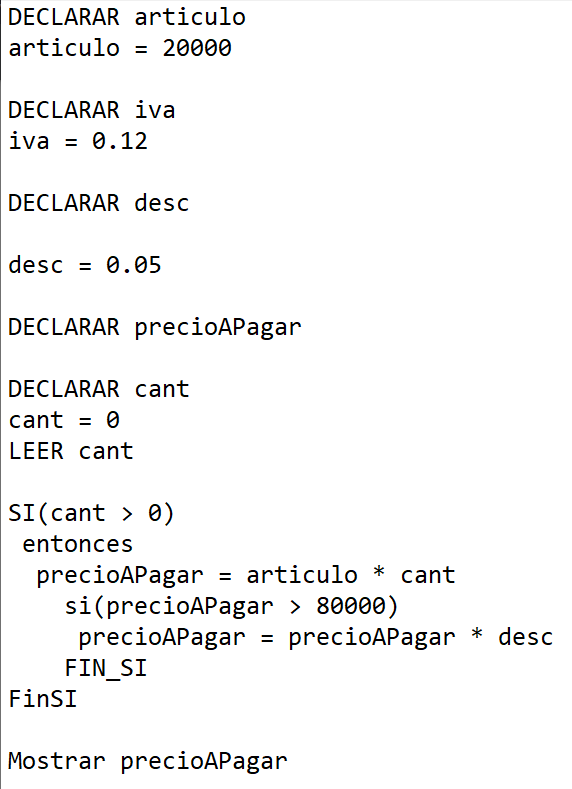 DECLARAR articulo
articulo = 20000
DECLARAR iva
iva = 0.12
DECLARAR desc
desc = 0.05
DECLARAR precioAPagar
DECLARAR cant
cant = 0
LEER cant
SI(cant > 0)
entonces
precioAPagar = articulo * cant
si(precioAPagar > 80000)
precioAPagar = precioAPagar * desc
FIN_SI
FinSI
Mostrar precioAPagar